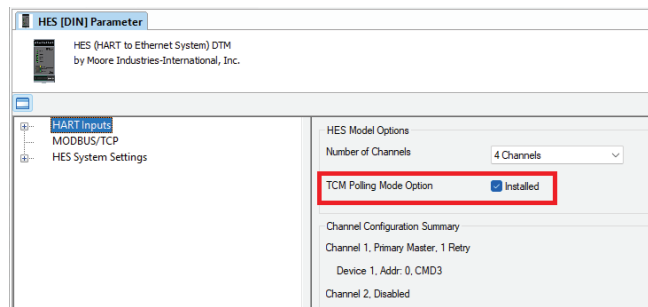 HES [DIN] Parameter
HES (HART to Ethernet System) DTM
by Moore Industries-International, Inc.
HART Inputs
MODBUS/TCP
HES System Settings
HES Model Options
Number of Channels
4 Channels
TCM Polling Mode Option
Installed
Channel Configuration Summary
Channel 1, Primary Master, 1 Retry
Device 1, Addr: 0, CMD3
Channel 2, Disabled